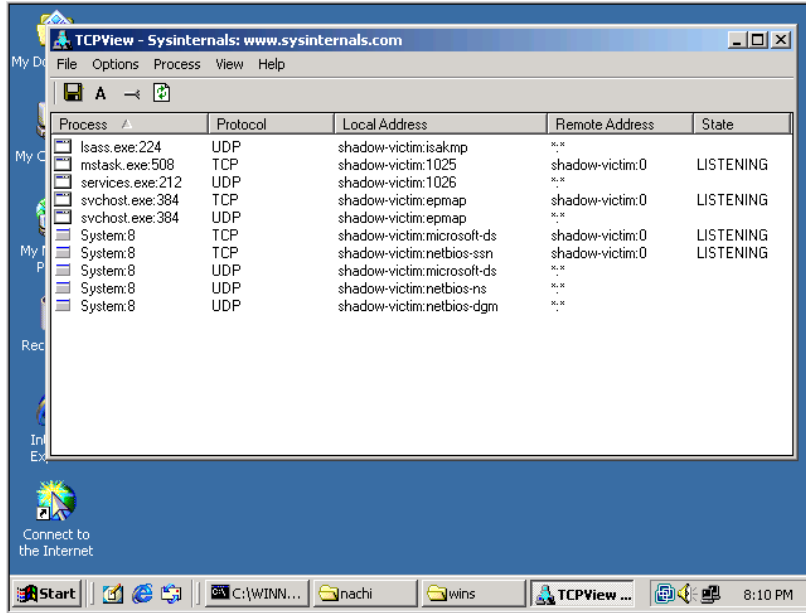 TCPView - Sysinternals: www.sysinternals.com
My Do
File Options Process View Help
A
Process Protocol Local Address Remote Address State
lsass.exe:224 UDP shadow-victim:isakmp *:*
My C
mstask.exe:508 TCP shadow-victim:1025 shadow-victim:0 LISTENING
services.exe:212 UDP shadow-victim:1026 *:*
svchost.exe:384 TCP shadow-victim:epmap shadow-victim:0 LISTENING
svchost.exe:384 UDP shadow-victim:epmap *:*
System:8 TCP shadow-victim:microsoft-ds shadow-victim:0 LISTENING
My N
System:8 TCP shadow-victim:netbios-ssn shadow-victim:0 LISTENING
P
System:8 UDP shadow-victim:microsoft-ds *:*
System:8 UDP shadow-victim:netbios-ns *:*
System:8 UDP shadow-victim:netbios-dgm *:*
Rec
Int
Ex
Connect to
the Internet
Start C:\WINN... nachi wins TCPView ... 8:10 PM